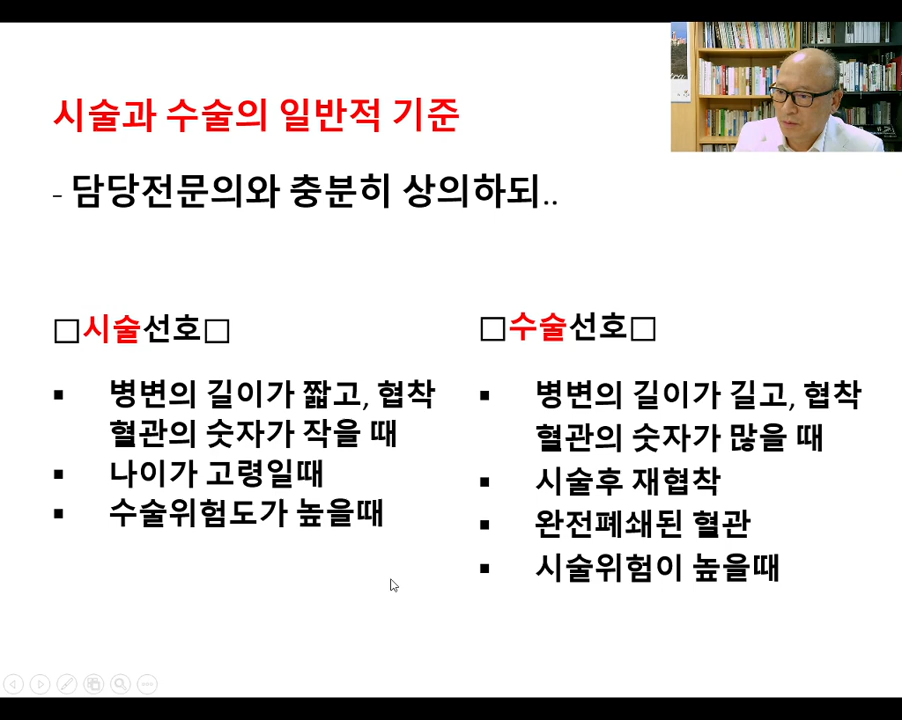 시술과 수술의 일반적 기준
- 담당전문의와 충분히 상의하되..
□시술선호□
▪ 병변의 길이가 짧고, 협착
혈관의 숫자가 작을 때
▪ 나이가 고령일때
▪ 수술위험도가 높을때
□수술선호□
▪ 병변의 길이가 길고, 협착
혈관의 숫자가 많을 때
▪ 시술후 재협착
▪ 완전폐쇄된 혈관
▪ 시술위험이 높을때